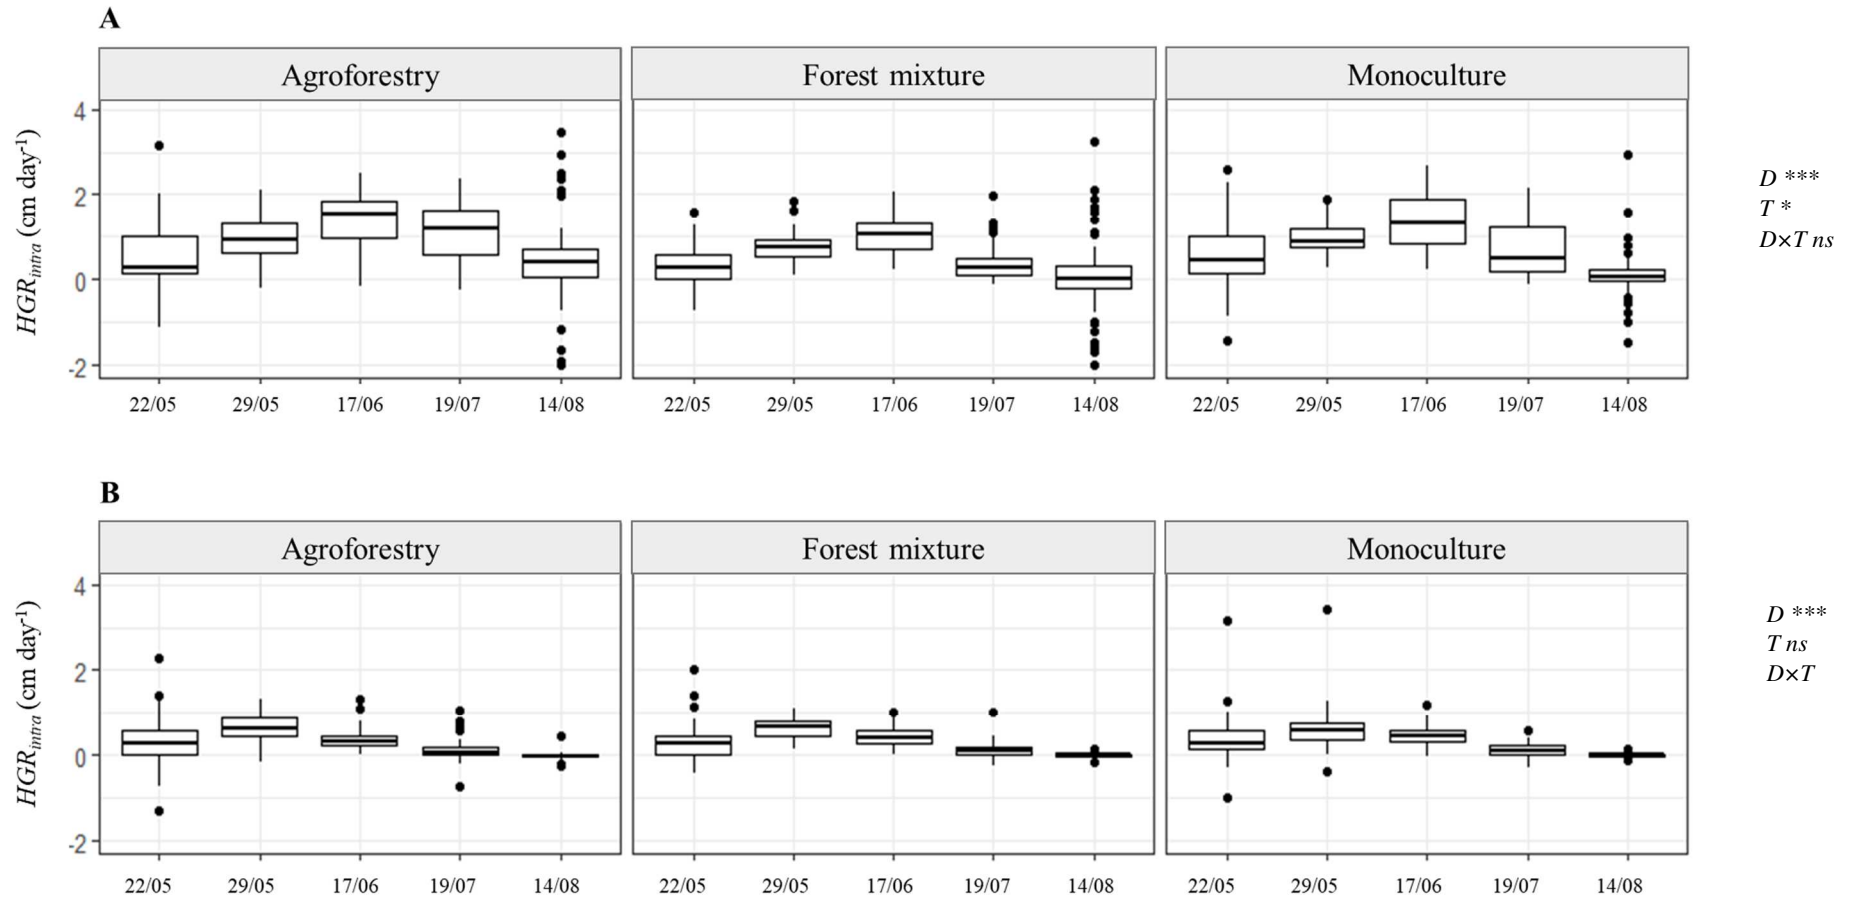 A
Agroforestry
Forest mixture
Monoculture
4
2
0
-2
HGRintra (cm day-1)
22/05 29/05 17/06 19/07 14/08
22/05 29/05 17/06 19/07 14/08
22/05 29/05 17/06 19/07 14/08
D ***
T *
D×T ns
B
Agroforestry
Forest mixture
Monoculture
4
2
0
-2
HGRintra (cm day-1)
22/05 29/05 17/06 19/07 14/08
22/05 29/05 17/06 19/07 14/08
22/05 29/05 17/06 19/07 14/08
D ***
T ns
D×T